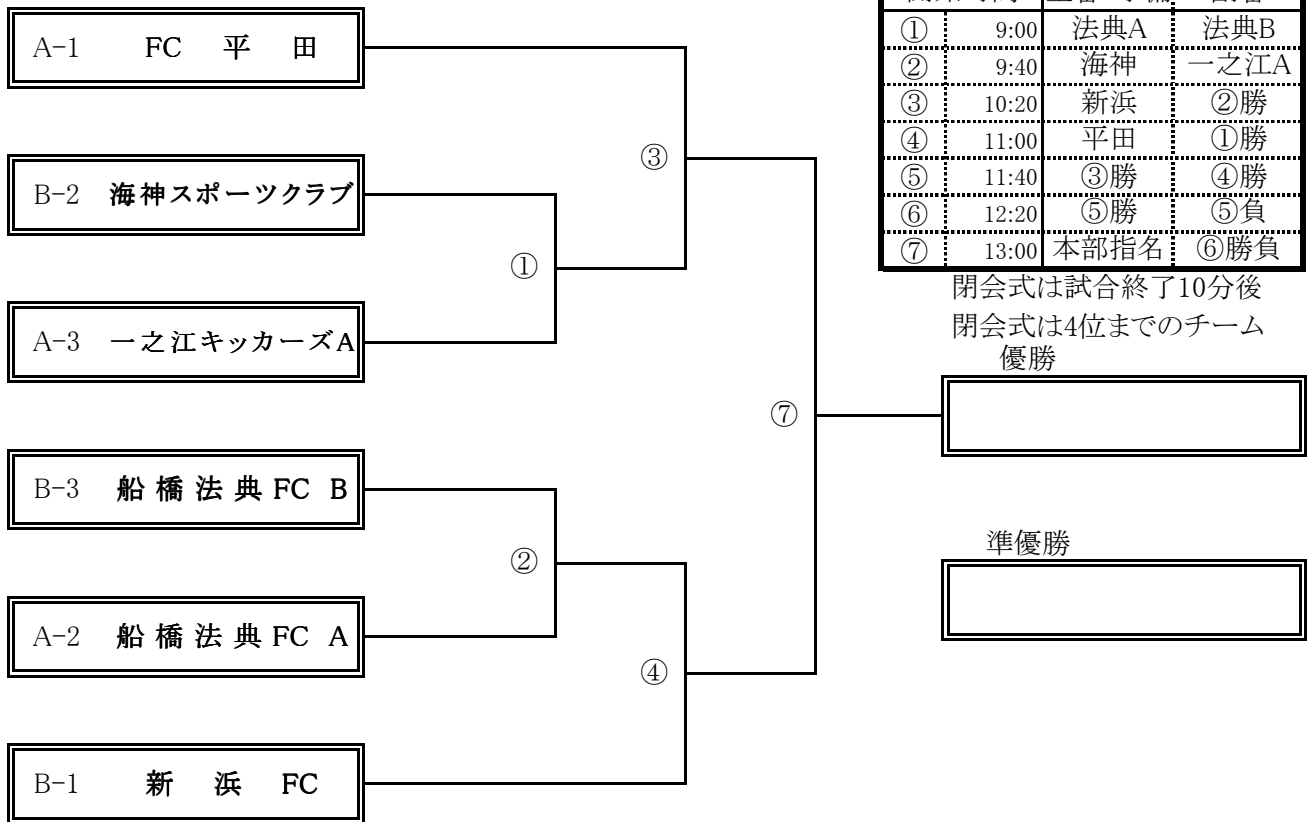 A-1 FC 平 田
B-2 海神スポーツクラブ
A-3 一之江キッカーズA
B-3 船橋法典FC B
A-2 船橋法典FC A
B-1 新 浜 FC
①
②
③
④
⑦
① 9:00 法典A 法典B
② 9:40 海神 一之江A
③ 10:20 新浜 ②勝
④ 11:00 平田 ①勝
⑤ 11:40 ③勝 ④勝
⑥ 12:20 ⑤勝 ⑤負
⑦ 13:00 本部指名 ⑥勝負
閉会式は試合終了10分後
閉会式は4位までのチーム
優勝
準優勝